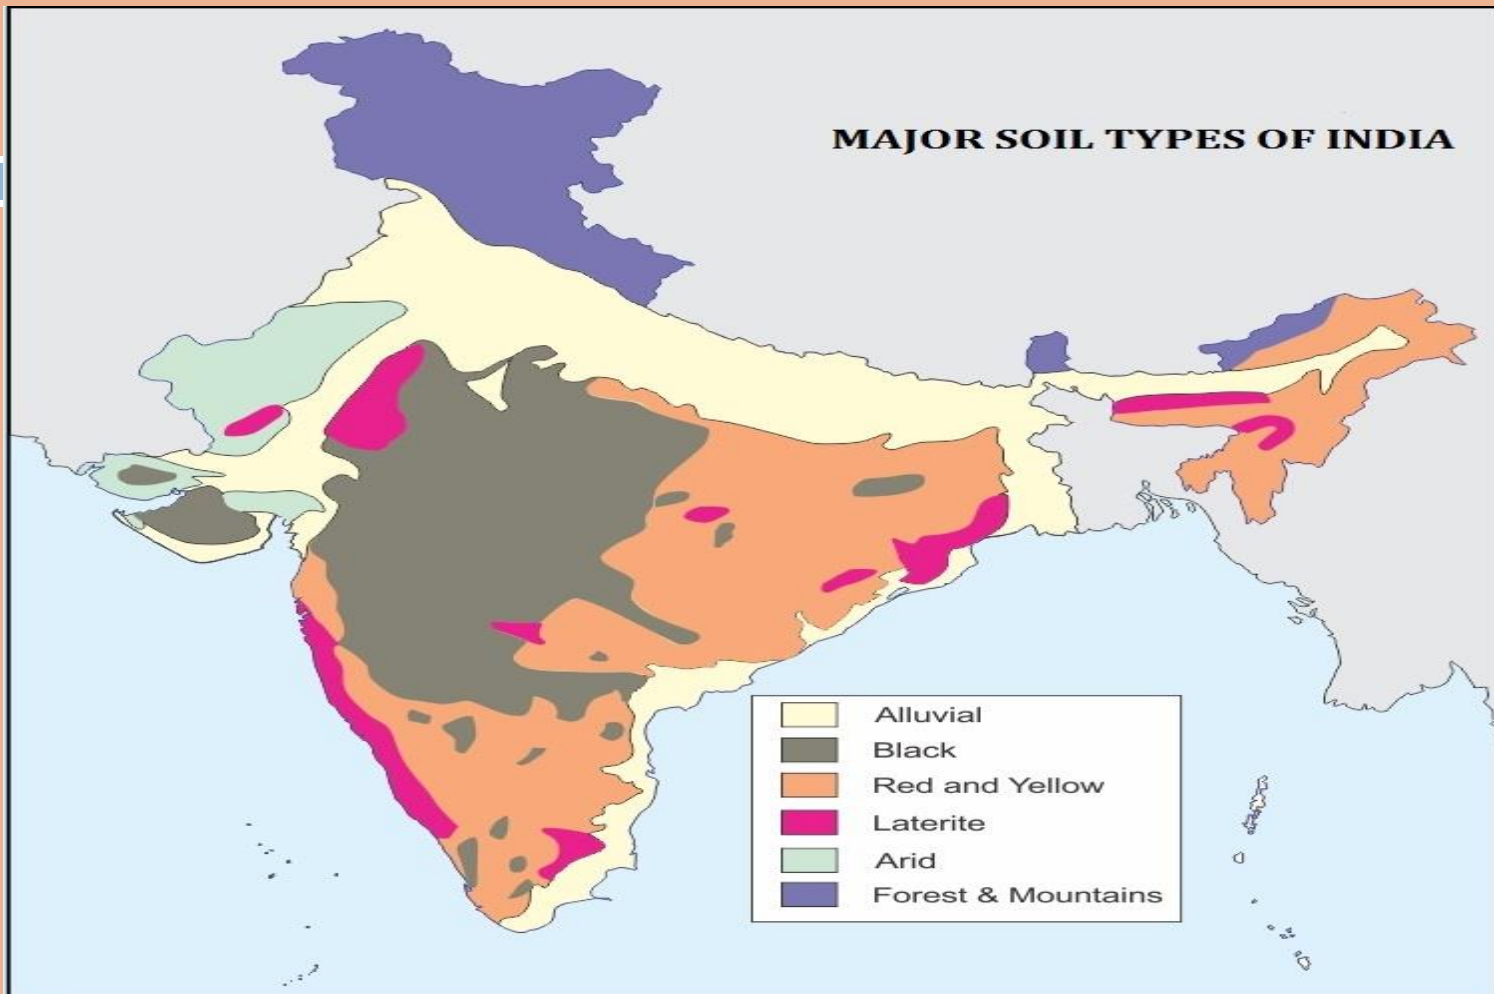 MAJOR SOIL TYPES OF INDIA
Alluvial
Black
Red and Yellow
Laterite
Arid
Forest & Mountains